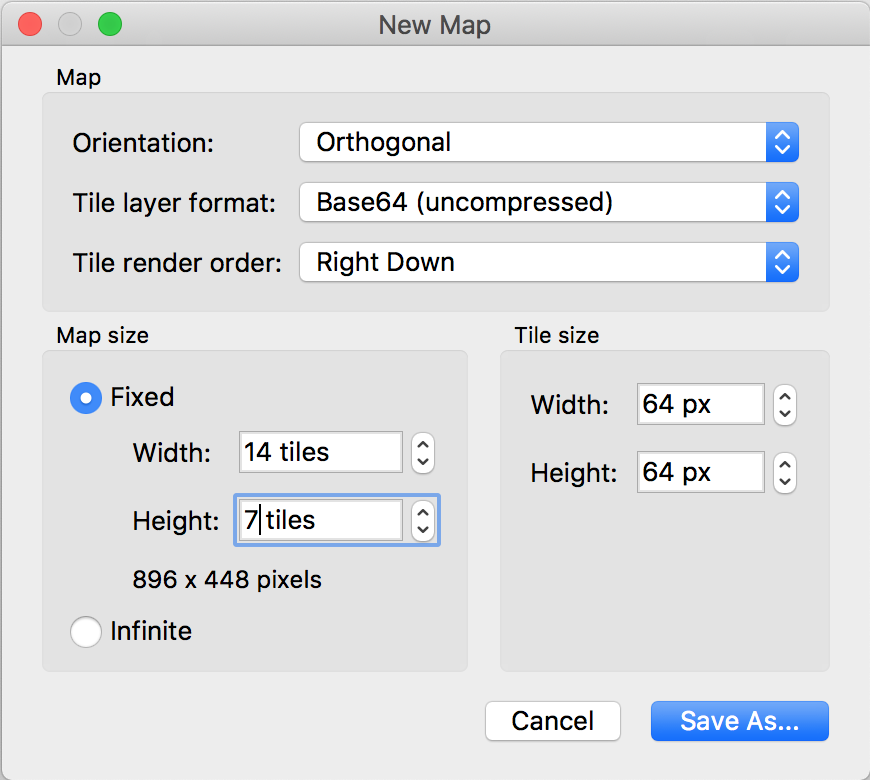 New Map
Map
Orientation: Orthogonal
Tile layer format: Base64 (uncompressed)
Tile render order: Right Down
Map size
Fixed
Width: 14 tiles
Height: 7 tiles
896 x 448 pixels
Infinite
Tile size
Width: 64 px
Height: 64 px
Cancel
Save As...